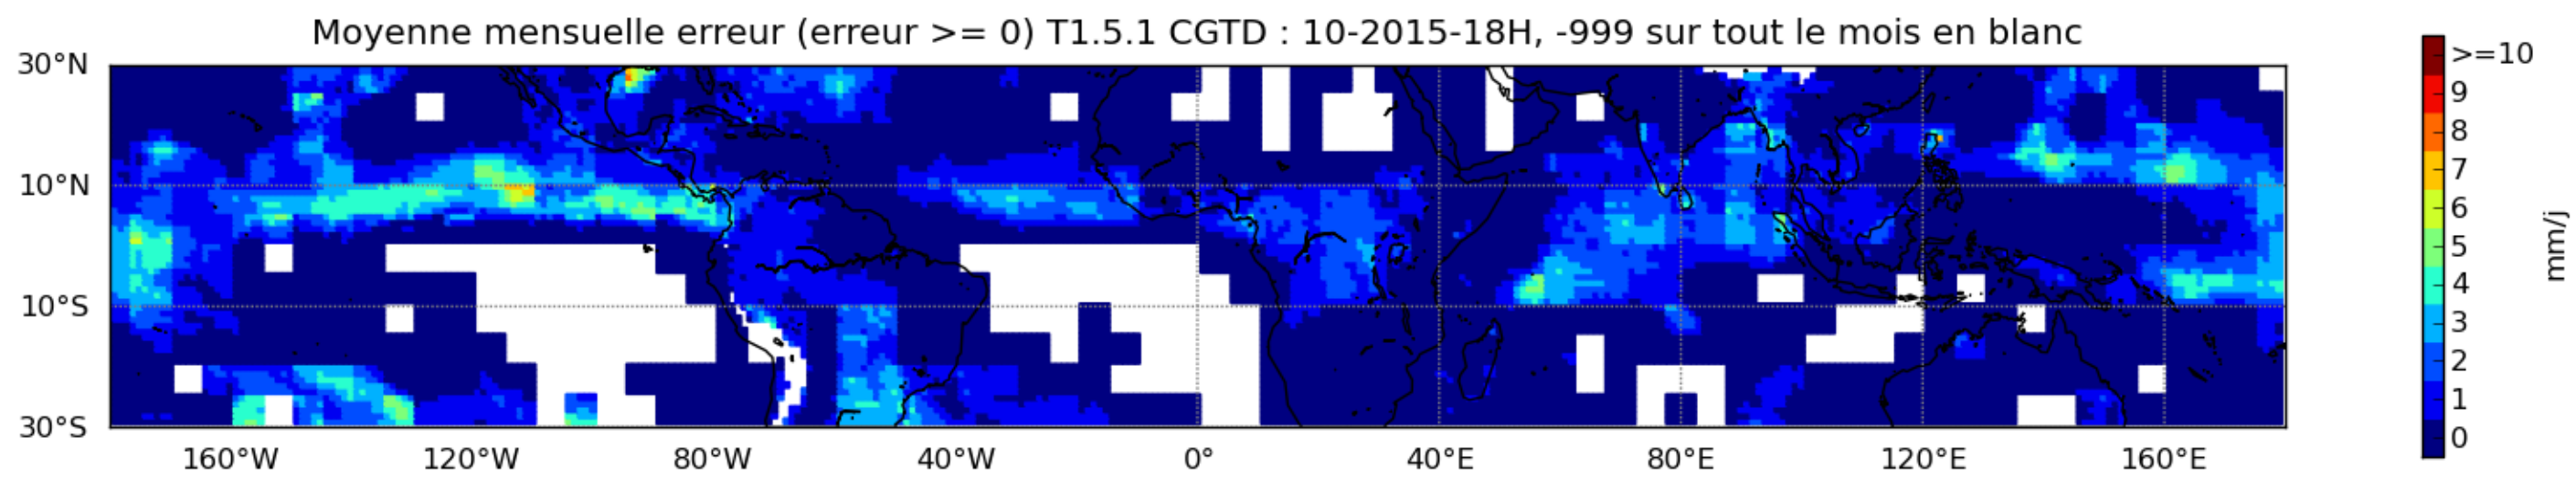 Moyenne mensuelle erreur (erreur >= 0) T1.5.1 CGTD : 10-2015-18H, -999 sur tout le mois en blanc
30°N
10°N
10°S
30°S
160°W 120°W 80°W 40°W 0° 40°E 80°E 120°E 160°E
>=10
9
8
7
6
5
4
3
2
1
0
mm/j